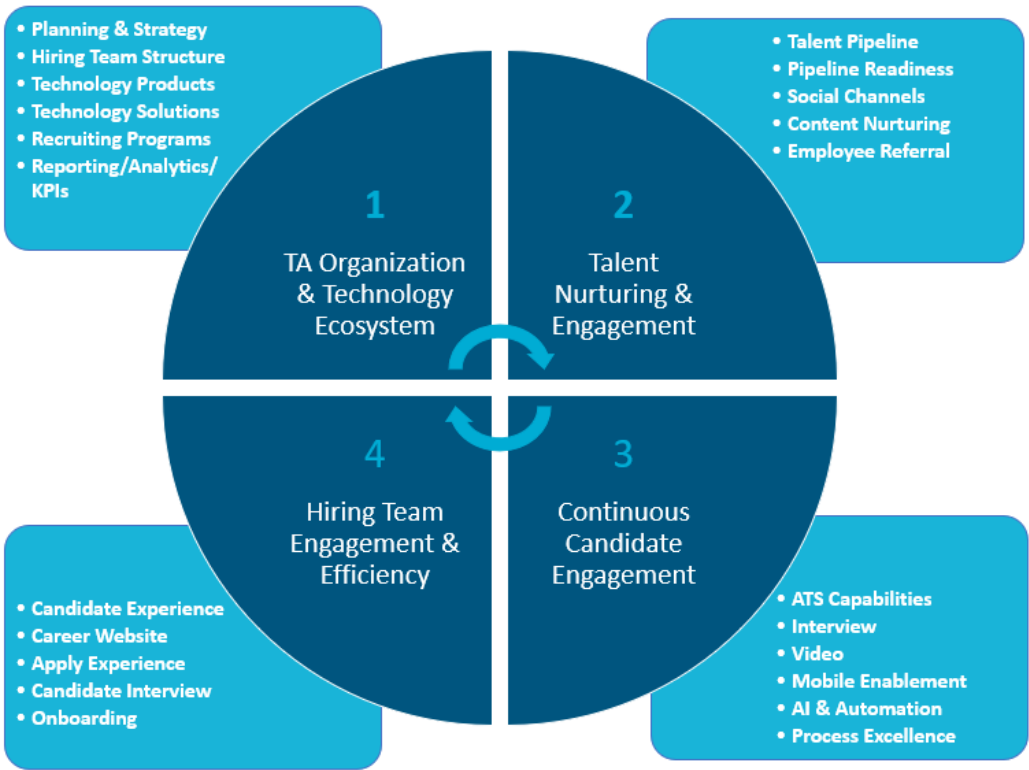 • Planning & Strategy
• Hiring Team Structure
• Technology Products
• Technology Solutions
• Recruiting Programs
• Reporting/Analytics/
KPIs
• Talent Pipeline
• Pipeline Readiness
• Social Channels
• Content Nurturing
• Employee Referral
1
TA Organization
& Technology
Ecosystem
2
Talent
Nurturing &
Engagement
4
Hiring Team
Engagement &
Efficiency
3
Continuous
Candidate
Engagement
• Candidate Experience
• Career Website
• Apply Experience
• Candidate Interview
• Onboarding
• ATS Capabilities
• Interview
• Video
• Mobile Enablement
• AI & Automation
• Process Excellence